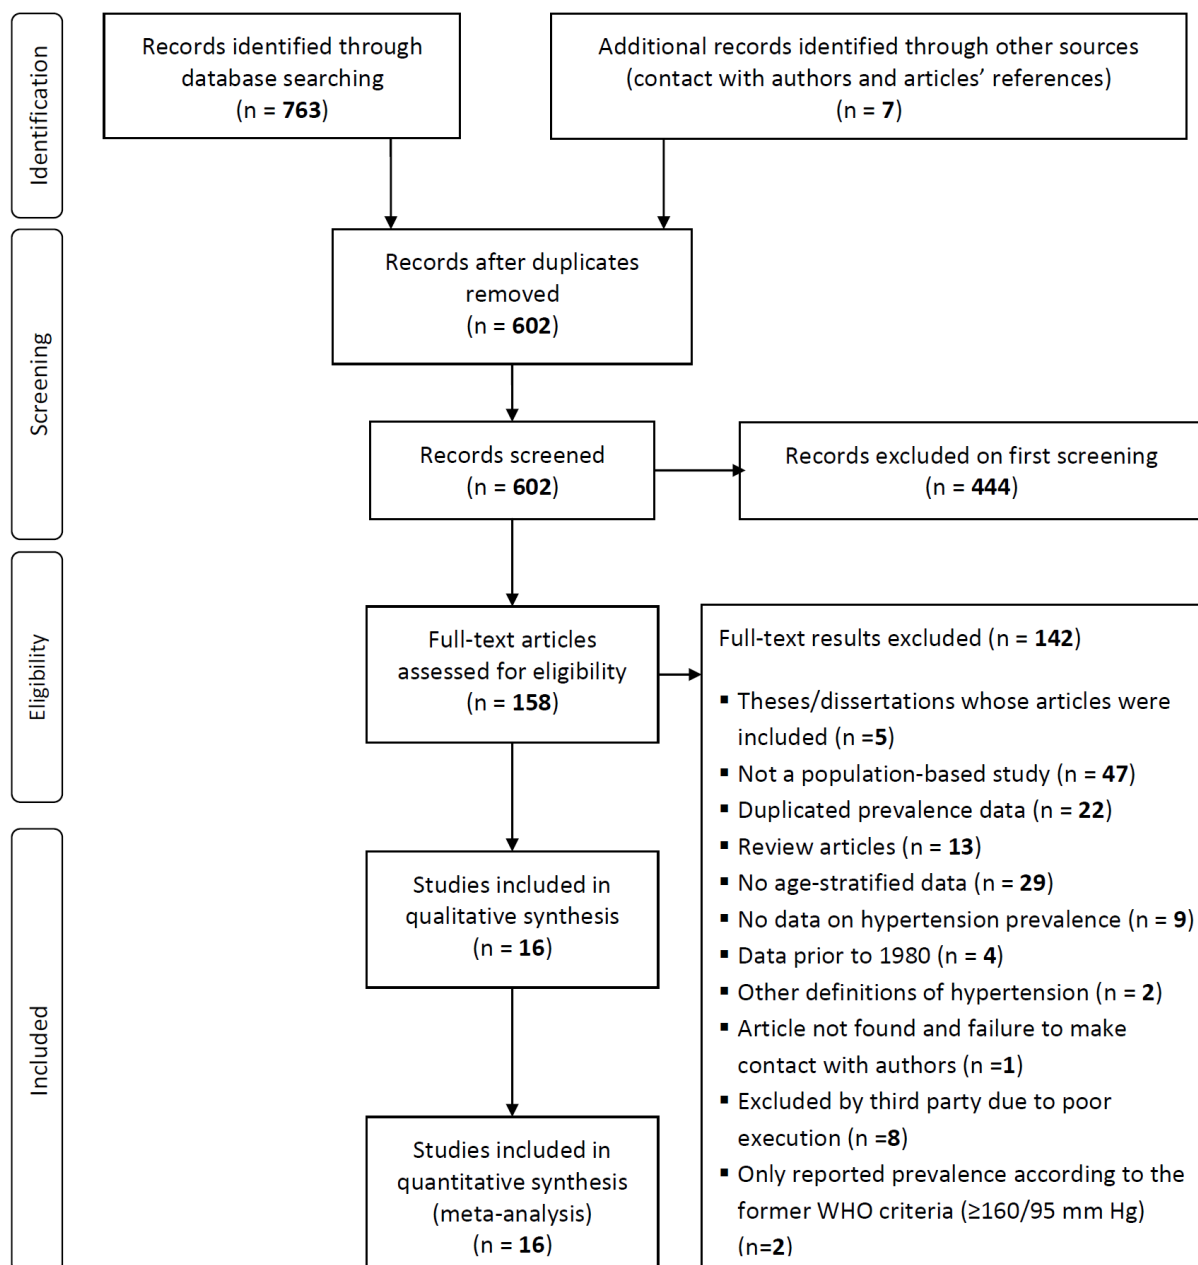 Identification
Records identified through
database searching
(n = 763)
Additional records identified through other sources
(contact with authors and articles’ references)
(n = 7)
Screening
Records after duplicates
removed
(n = 602)
Records screened
(n = 602)
Records excluded on first screening
(n = 444)
Eligibility
Full-text articles
assessed for eligibility
(n = 158)
Full-text results excluded (n = 142)
▪ Theses/dissertations whose articles were
included (n =5)
▪ Not a population-based study (n = 47)
▪ Duplicated prevalence data (n = 22)
▪ Review articles (n = 13)
▪ No age-stratified data (n = 29)
▪ No data on hypertension prevalence (n = 9)
▪ Data prior to 1980 (n = 4)
▪ Other definitions of hypertension (n = 2)
▪ Article not found and failure to make
contact with authors (n =1)
▪ Excluded by third party due to poor
execution (n =8)
▪ Only reported prevalence according to the
former WHO criteria (≥160/95 mm Hg)
(n=2)
Included
Studies included in
qualitative synthesis
(n = 16)
Studies included in
quantitative synthesis
(meta-analysis)
(n = 16)